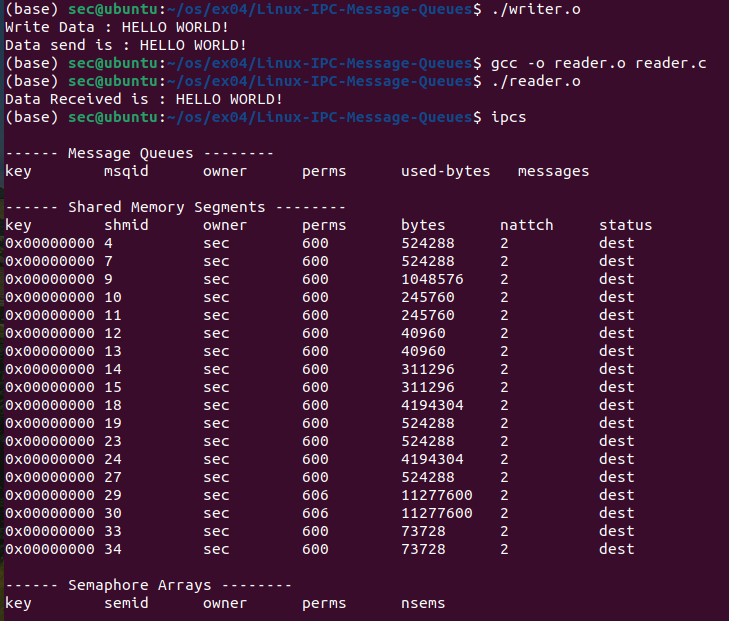 (base) sec@ubuntu:~/os/ex04/Linux-IPC-Message-Queues$ ./writer.o
Write Data : HELLO WORLD!
Data send is : HELLO WORLD!
(base) sec@ubuntu:~/os/ex04/Linux-IPC-Message-Queues$ gcc -o reader.o reader.c
(base) sec@ubuntu:~/os/ex04/Linux-IPC-Message-Queues$ ./reader.o
Data Received is : HELLO WORLD!
(base) sec@ubuntu:~/os/ex04/Linux-IPC-Message-Queues$ ipcs

------ Message Queues --------
key        msqid      owner      perms      used-bytes   messages

------ Shared Memory Segments --------
key        shmid      owner      perms      bytes      nattch     status
0x00000000 4          sec        600        524288     2          dest
0x00000000 7          sec        600        524288     2          dest
0x00000000 9          sec        600        1048576    2          dest
0x00000000 10         sec        600        245760     2          dest
0x00000000 11         sec        600        245760     2          dest
0x00000000 12         sec        600        40960      2          dest
0x00000000 13         sec        600        40960      2          dest
0x00000000 14         sec        600        311296     2          dest
0x00000000 15         sec        600        311296     2          dest
0x00000000 18         sec        600        4194304    2          dest
0x00000000 19         sec        600        524288     2          dest
0x00000000 23         sec        600        524288     2          dest
0x00000000 24         sec        600        4194304    2          dest
0x00000000 27         sec        600        524288     2          dest
0x00000000 29         sec        606        11277600   2          dest
0x00000000 30         sec        606        11277600   2          dest
0x00000000 33         sec        600        73728      2          dest
0x00000000 34         sec        600        73728      2          dest

------ Semaphore Arrays --------
key        semid      owner      perms      nsems